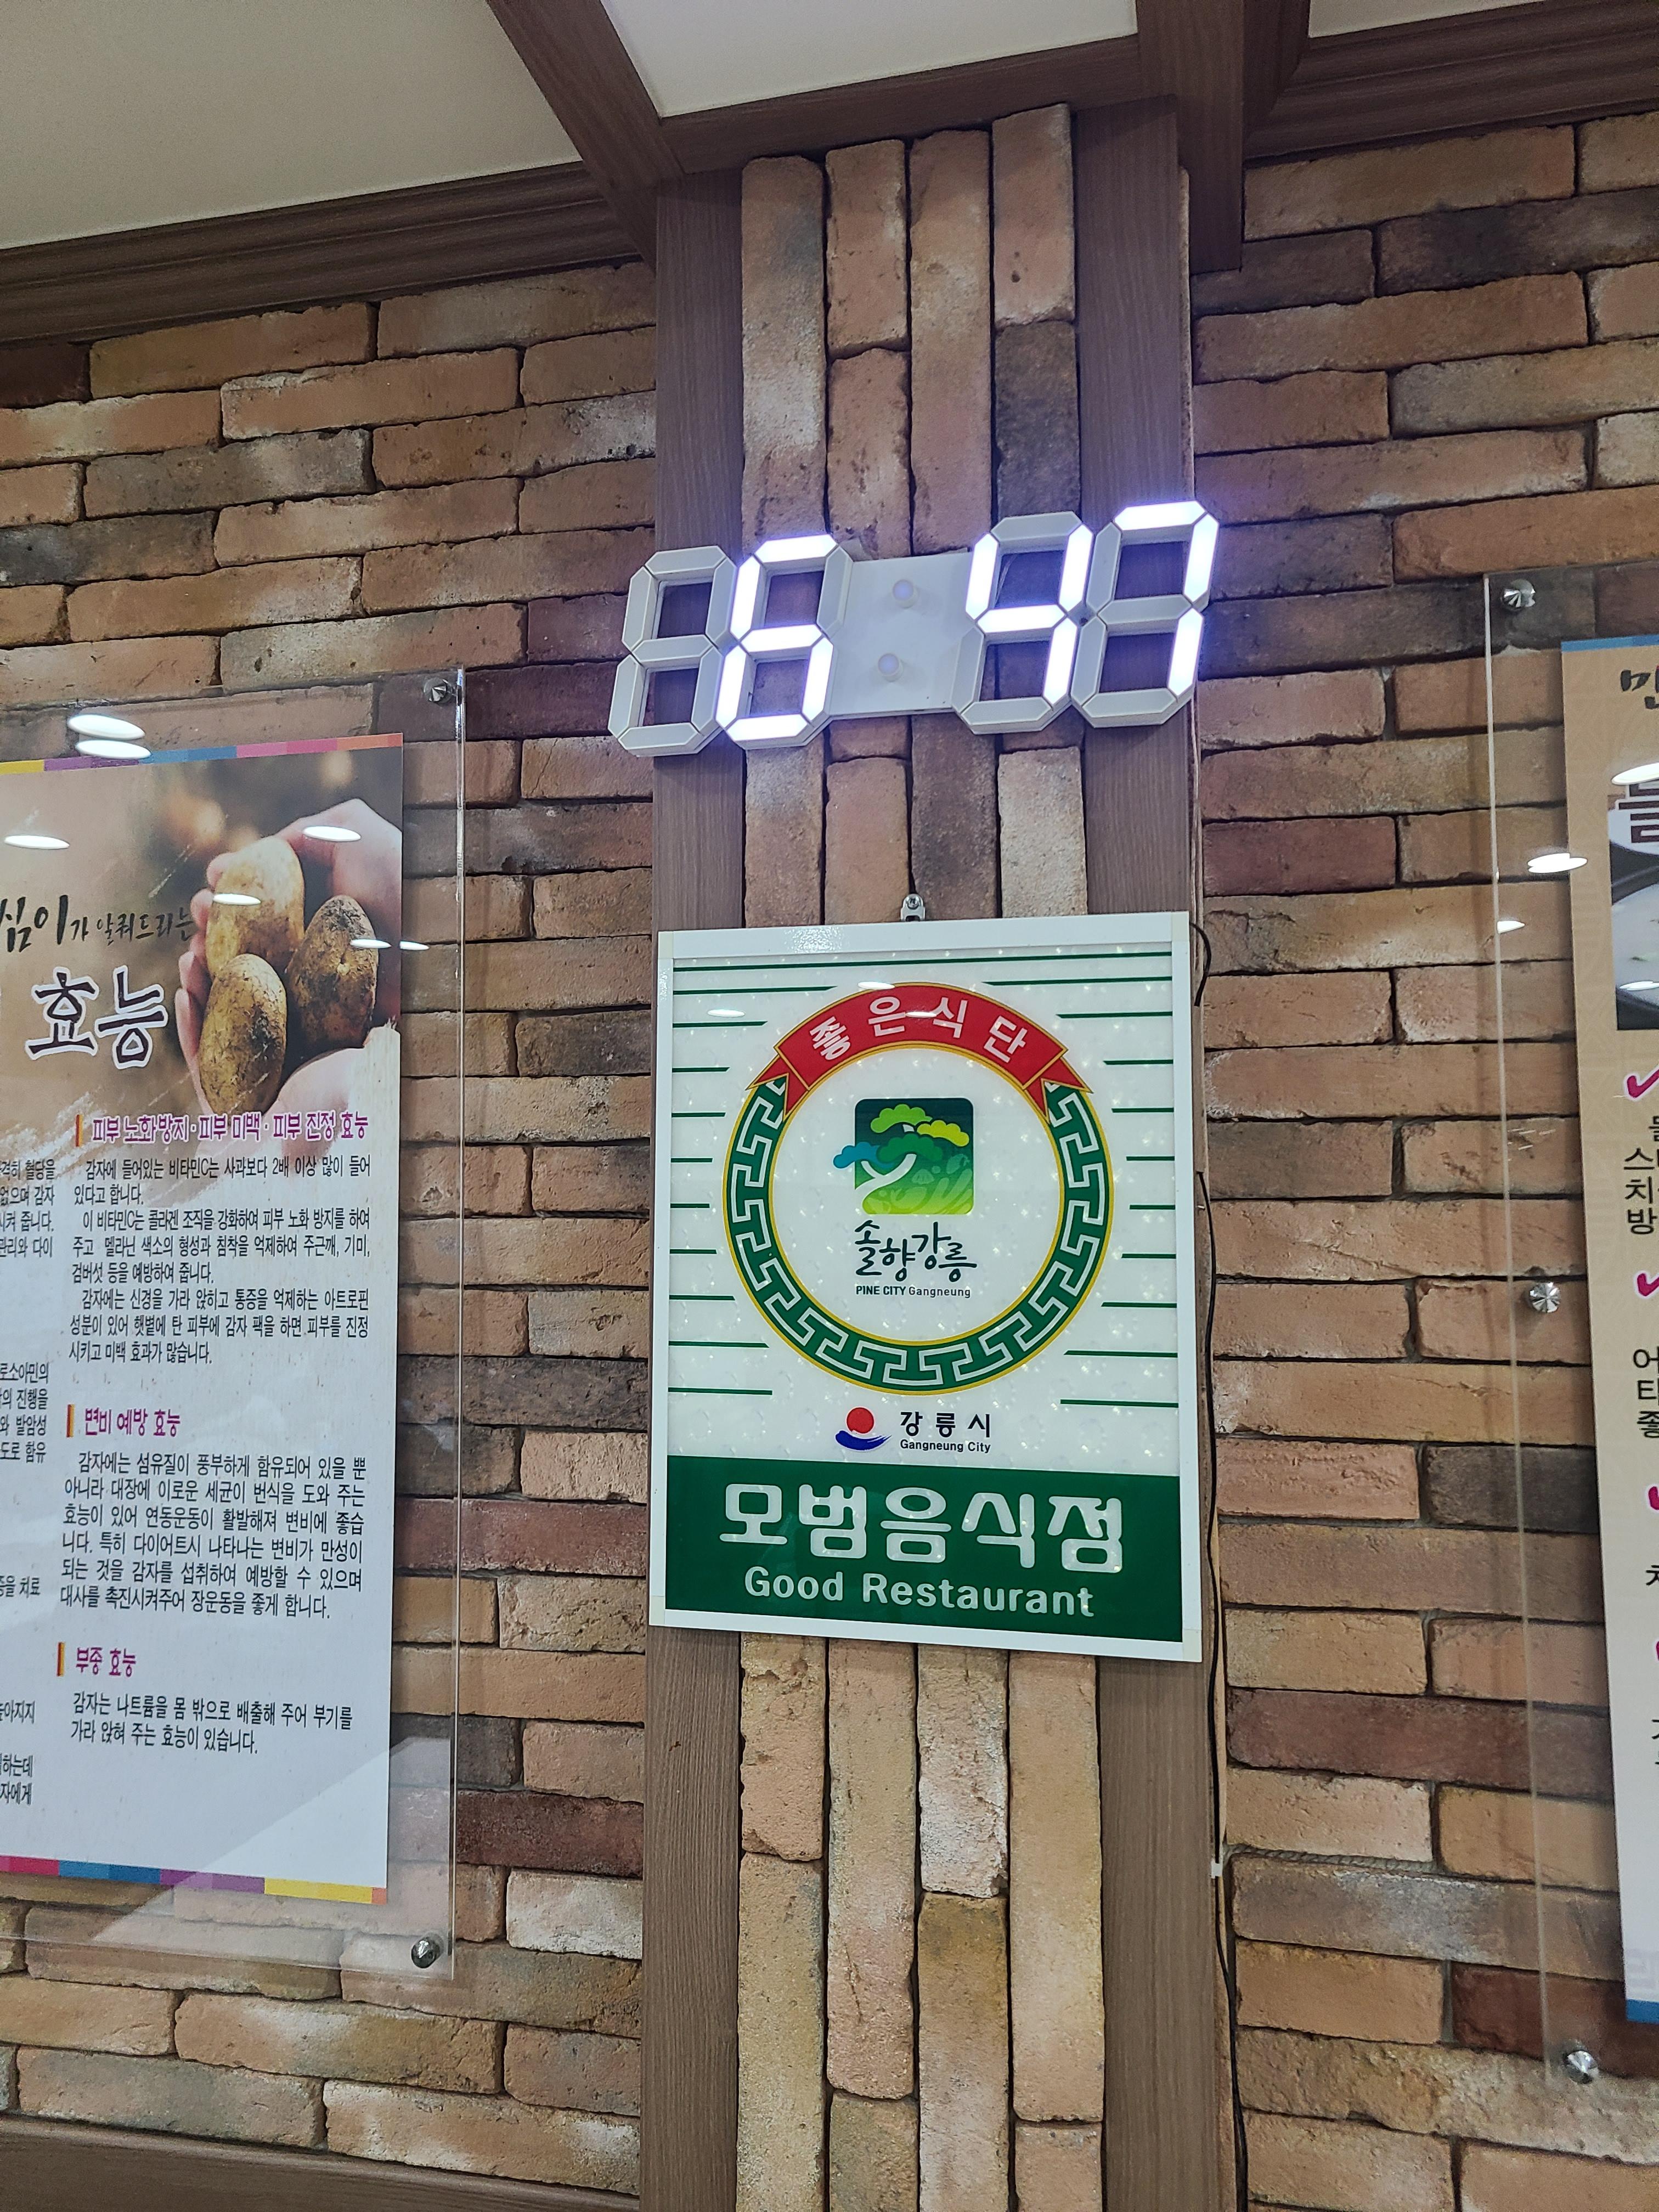 6 47
심이가 알려드리는
효능
피부 노화방지·피부 미백·피부 진정 효능
감자에 들어있는 비타민C는 사과보다 2배 이상 많이 들어
있다고 합니다.
이 비타민C는 콜라겐 조직을 강화하여 피부 노화 방지를 하여
주고 멜라닌 색소의 형성과 침착을 억제하여 주근깨, 기미,
검버섯 등을 예방하여 줍니다.
감자에는 신경을 가라 앉히고 통증을 억제하는 아트로핀
성분이 있어 햇볕에 탄 피부에 감자 팩을 하면 피부를 진정
시키고 미백 효과가 많습니다.
변비 예방 효능
감자에는 섬유질이 풍부하게 함유되어 있을 뿐
아니라 대장에 이로운 세균이 번식을 도와 주는
효능이 있어 연동운동이 활발해져 변비에 좋습
니다. 특히 다이어트시 나타나는 변비가 만성이
되는 것을 감자를 섭취하여 예방할 수 있으며
대사를 촉진시켜주어 장운동을 좋게 합니다.
부종 효능
감자는 나트륨을 몸 밖으로 배출해 주어 부기를
가라 앉혀 주는 효능이 있습니다.
좋은식단
솔향강릉
PINE CITY Gangneung
강릉시
Gangneung City
모범음식점
Good Restaurant